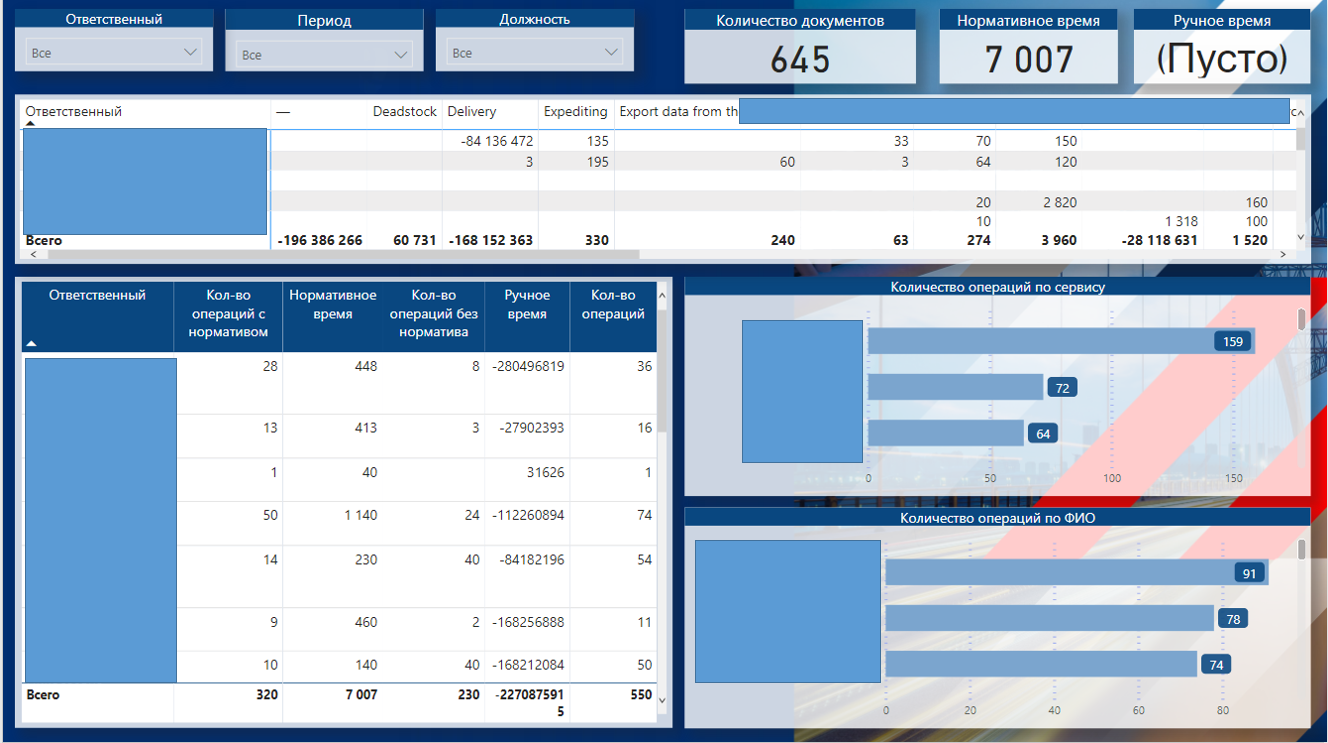 Ответственный
Все
Период
Все
Должность
Все
Количество документов
645
Нормативное время
7 007
Ручное время
(Пусто)
Ответственный — Deadstock Delivery Expediting Export data from th
-84 136 472 135 33 70 150
3 195 60 3 64 120
20 2 820 160
10 1 318 100
Всего -196 386 266 60 731 -168 152 363 330 240 63 274 3 960 -28 118 631 1 520
Ответственный Кол-во Нормативное Кол-во Ручное Кол-во
операций с время операций без время операций
нормативом норматива
28 448 8 -280496819 36
13 413 3 -27902393 16
1 40 31626 1
50 1 140 24 -112260894 74
14 230 40 -84182196 54
9 460 2 -168256888 11
10 140 40 -168212084 50
Всего 320 7 007 230 -227087591 550
5
Количество операций по сервису
159
72
64
0 50 100 150
Количество операций по ФИО
91
78
74
0 20 40 60 80